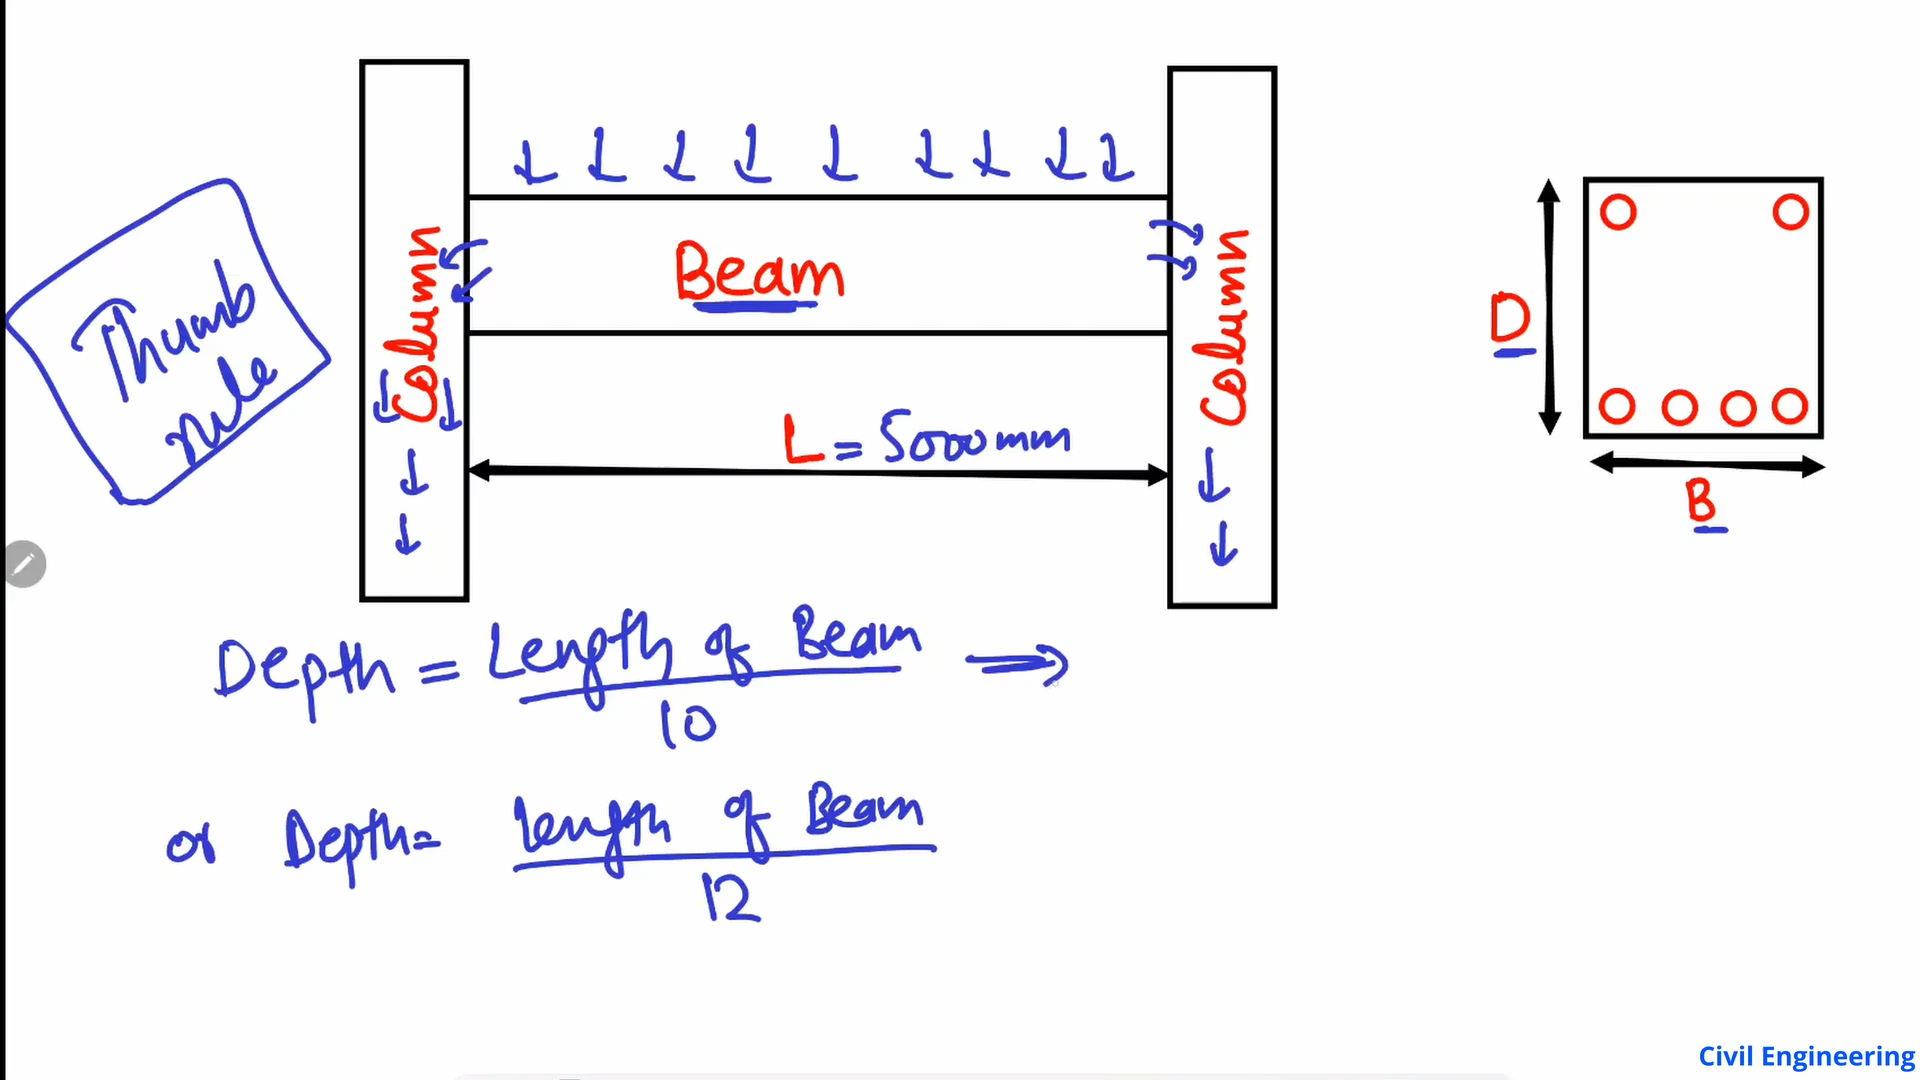 Thumb
rule
Column
Beam
Column
L = 5000mm
D
B
Depth = Length of Beam
10
or Depth= length of Beam
12
Civil Engineering